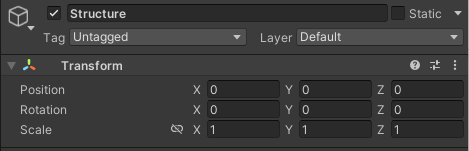 Structure Static
Tag Untagged Layer Default
Transform
Position X 0 Y 0 Z 0
Rotation X 0 Y 0 Z 0
Scale X 1 Y 1 Z 1